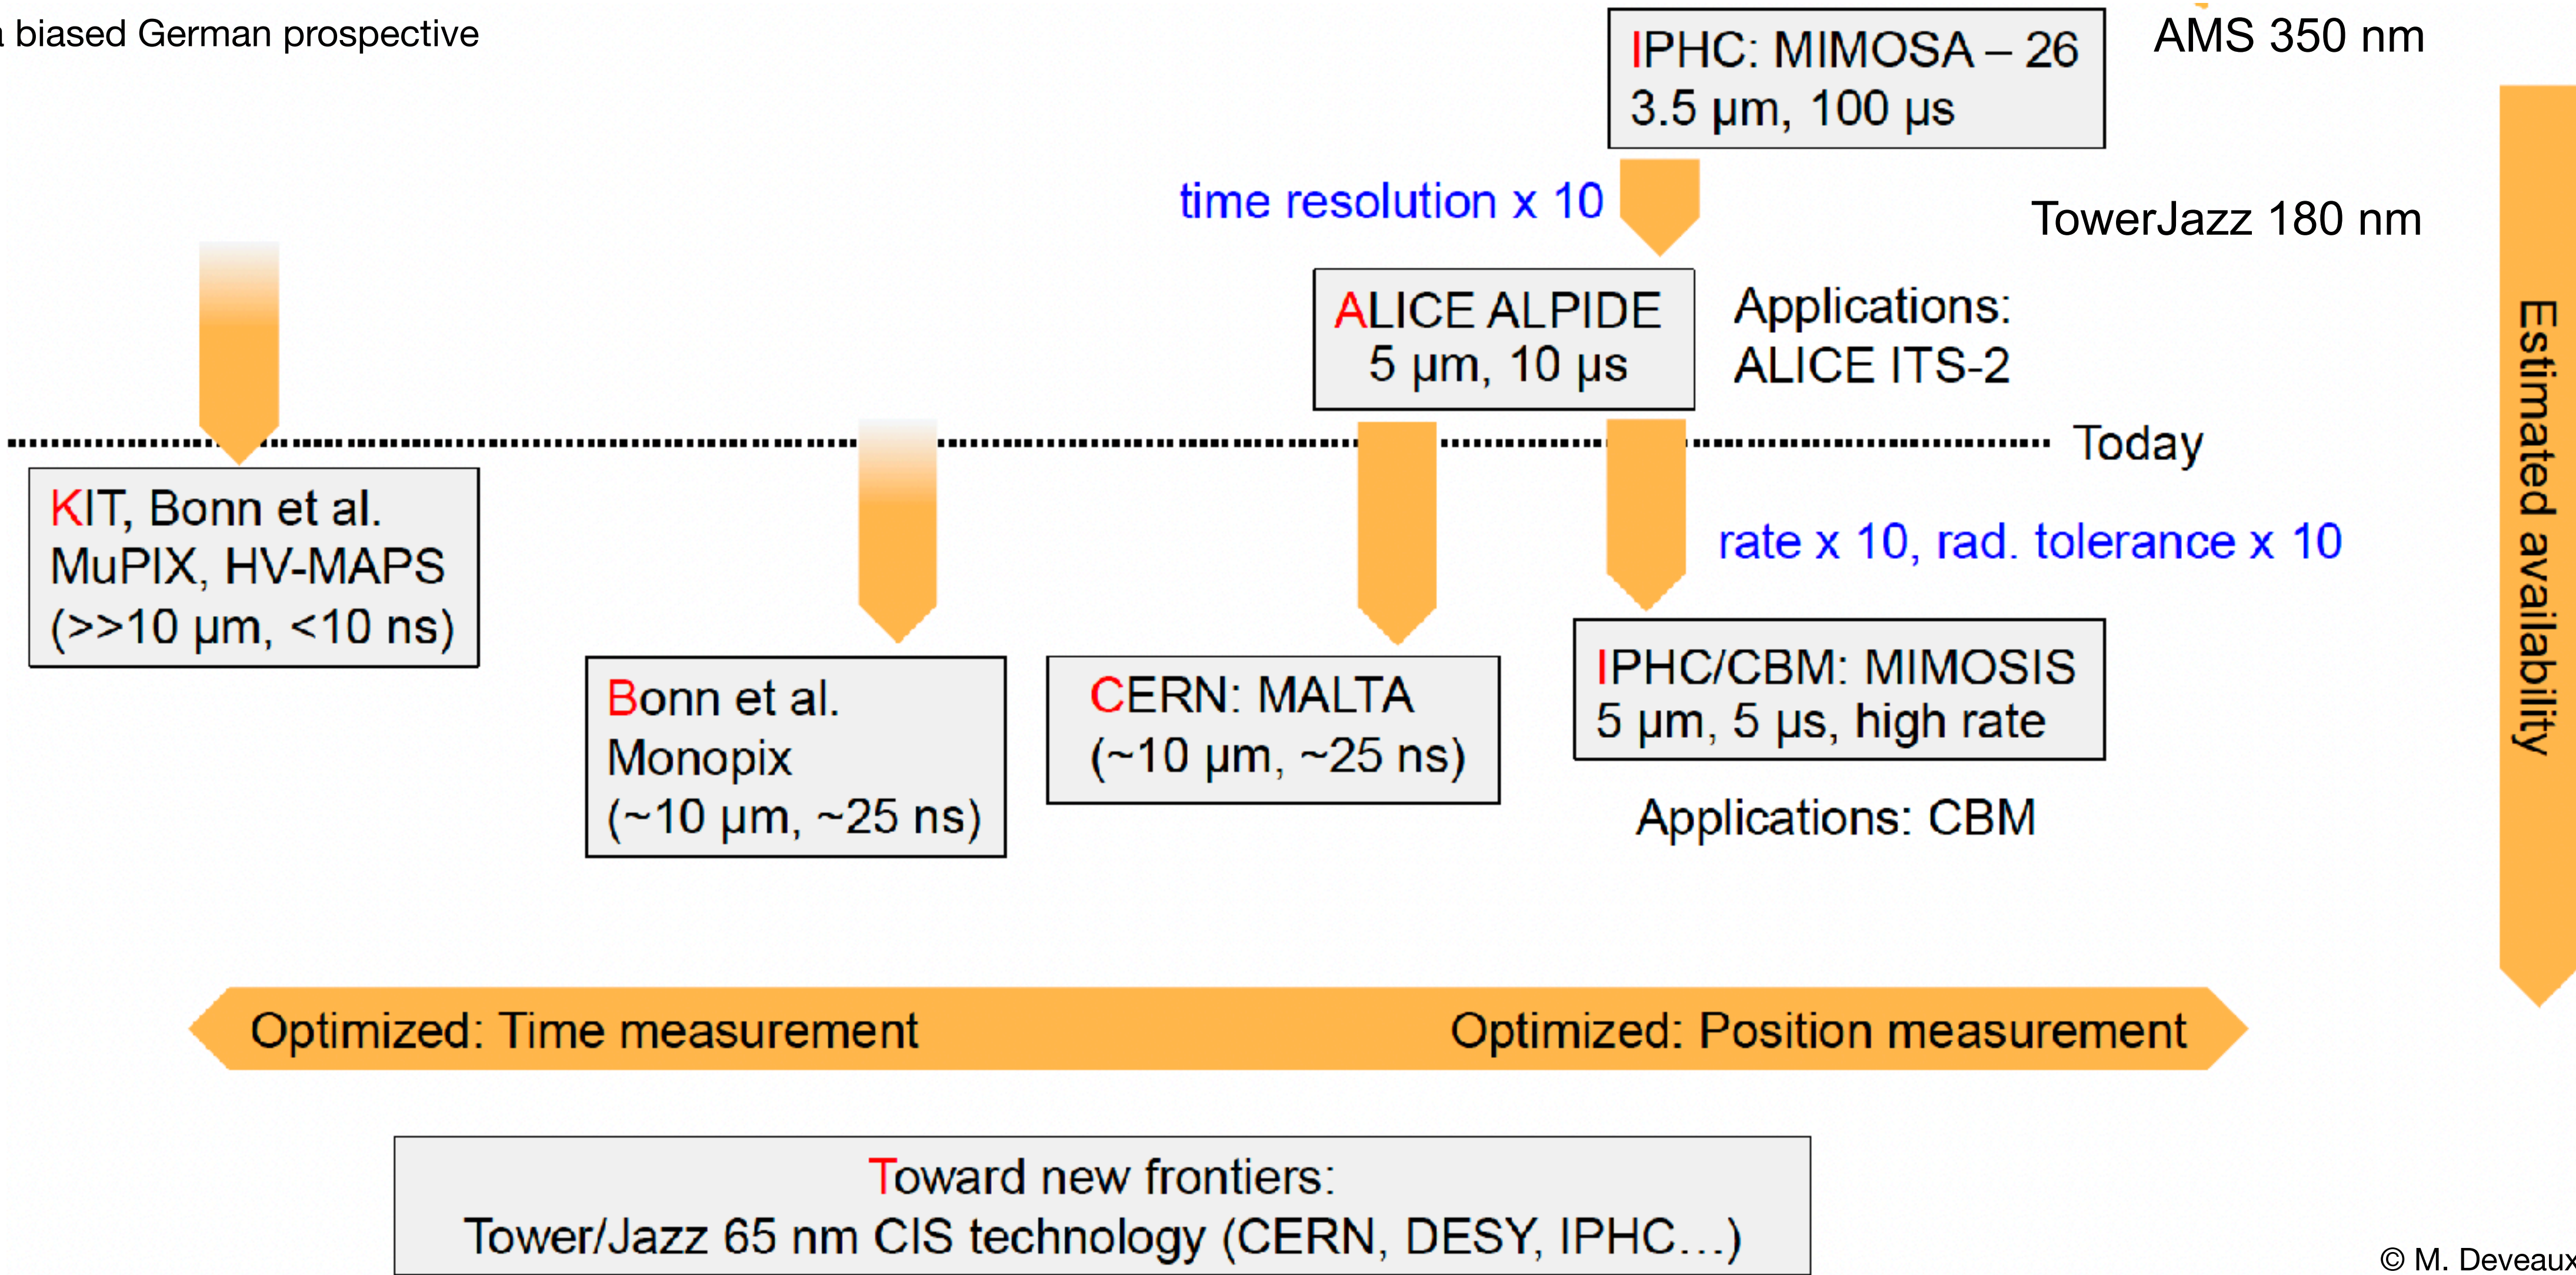 a biased German prospective
IPHC: MIMOSA – 26
3.5 µm, 100 µs
AMS 350 nm
time resolution x 10
TowerJazz 180 nm
ALICE ALPIDE
5 µm, 10 µs
Applications:
ALICE ITS-2
Today
KIT, Bonn et al.
MuPIX, HV-MAPS
(>>10 µm, <10 ns)
rate x 10, rad. tolerance x 10
Bonn et al.
Monopix
(~10 µm, ~25 ns)
CERN: MALTA
(~10 µm, ~25 ns)
IPHC/CBM: MIMOSIS
5 µm, 5 µs, high rate
Applications: CBM
Estimated availability
Optimized: Time measurement
Optimized: Position measurement
Toward new frontiers:
Tower/Jazz 65 nm CIS technology (CERN, DESY, IPHC…)
© M. Deveaux